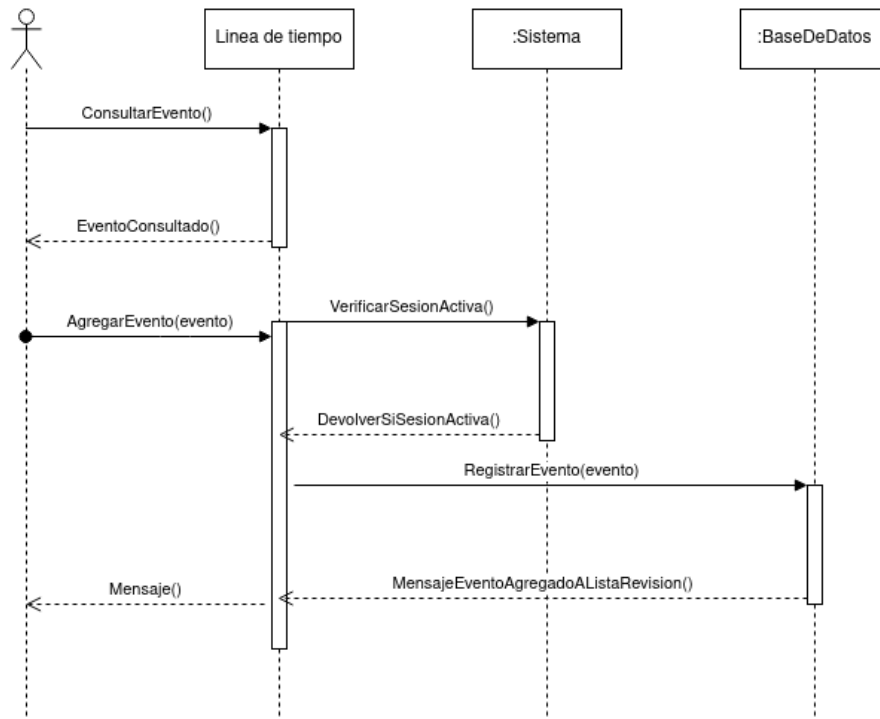 Linea de tiempo
:Sistema
:BaseDeDatos
ConsultarEvento()
EventoConsultado()
VerificarSesionActiva()
AgregarEvento(evento)
DevolverSiSesionActiva()
RegistrarEvento(evento)
MensajeEventoAgregadoAListaRevision()
Mensaje()